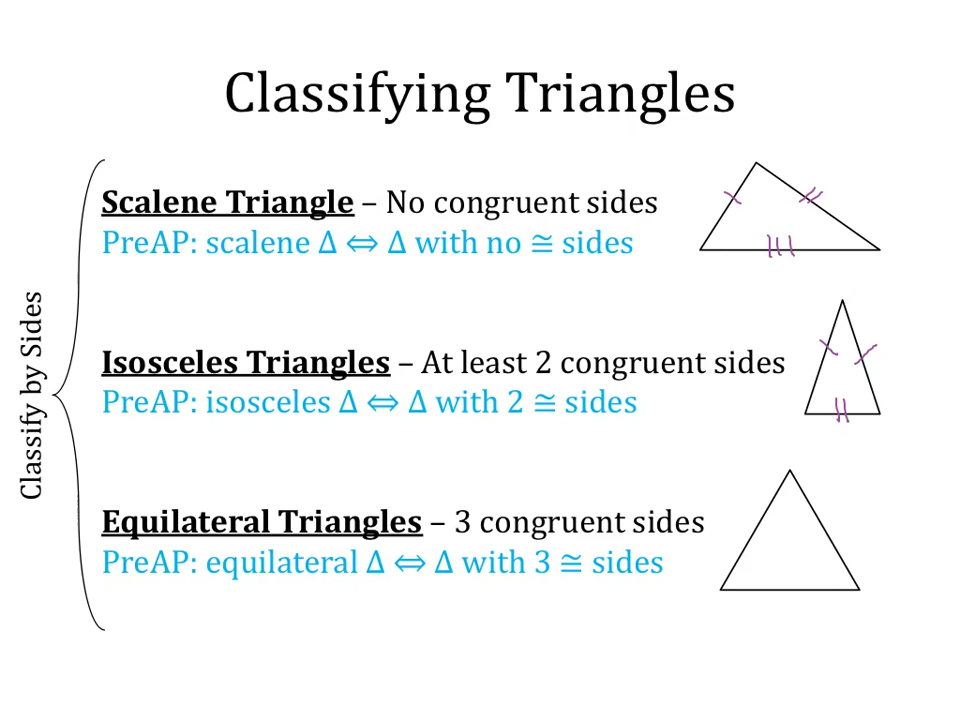 Classifying Triangles
Classify by Sides
Scalene Triangle – No congruent sides
PreAP: scalene Δ ⇔ Δ with no ≅ sides
Isosceles Triangles – At least 2 congruent sides
PreAP: isosceles Δ ⇔ Δ with 2 ≅ sides
Equilateral Triangles – 3 congruent sides
PreAP: equilateral Δ ⇔ Δ with 3 ≅ sides